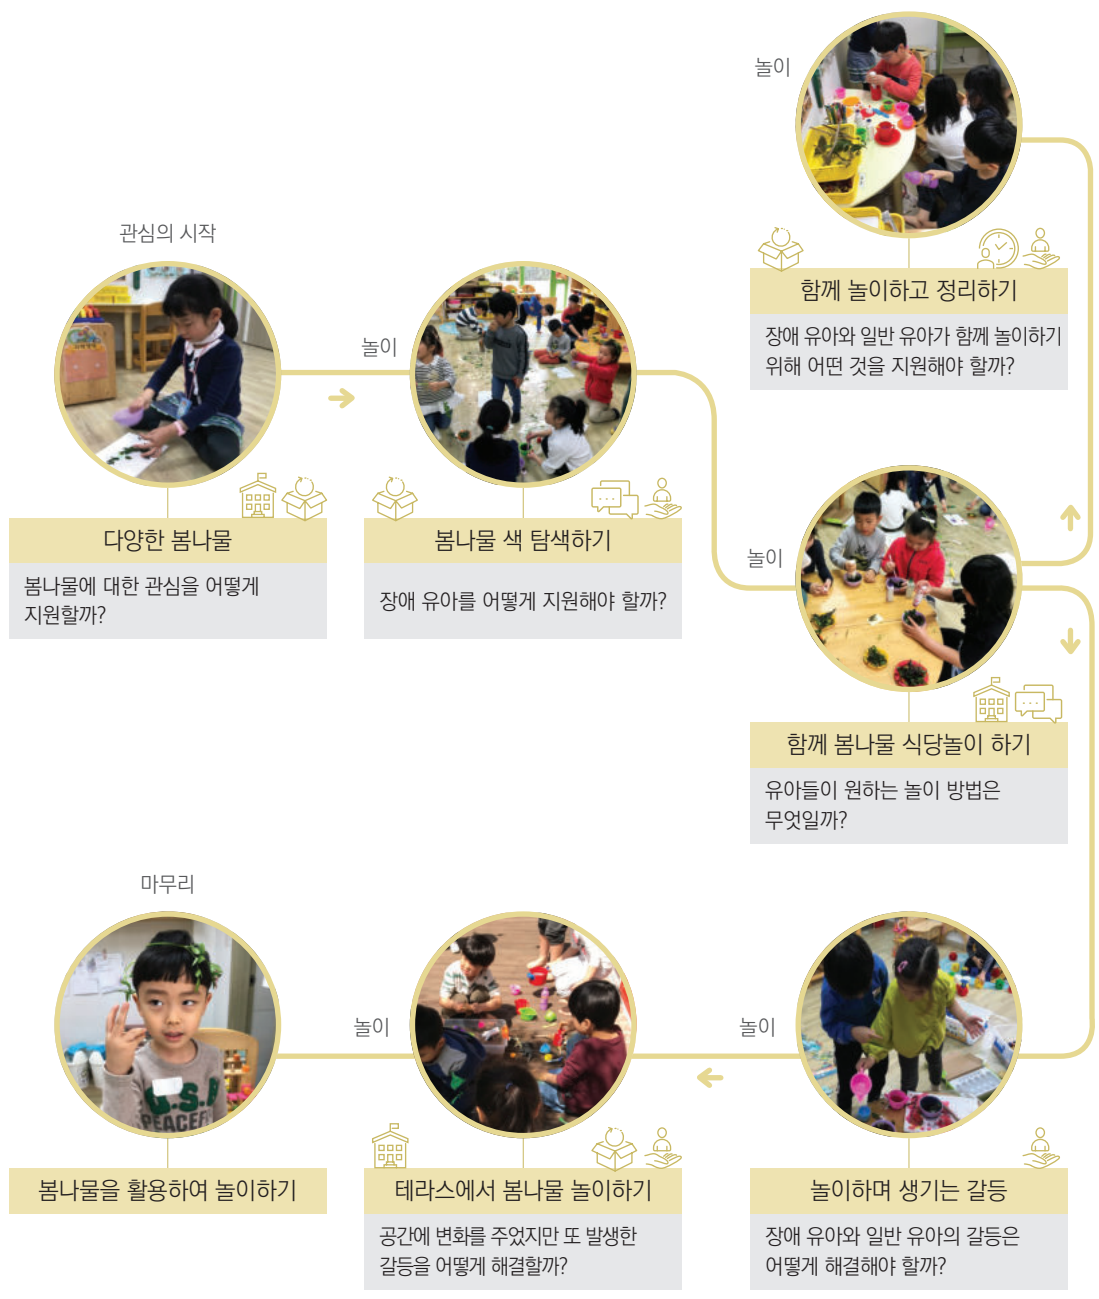 관심의 시작
다양한 봄나물
봄나물에 대한 관심을 어떻게
지원할까?
놀이
봄나물 색 탐색하기
장애 유아를 어떻게 지원해야 할까?
놀이
함께 봄나물 식당놀이 하기
유아들이 원하는 놀이 방법은
무엇일까?
놀이
함께 놀이하고 정리하기
장애 유아와 일반 유아가 함께 놀이하기
위해 어떤 것을 지원해야 할까?
놀이
놀이하며 생기는 갈등
장애 유아와 일반 유아의 갈등은
어떻게 해결해야 할까?
놀이
테라스에서 봄나물 놀이하기
공간에 변화를 주었지만 또 발생한
갈등을 어떻게 해결할까?
마무리
G.S.
PEACEF
봄나물을 활용하여 놀이하기